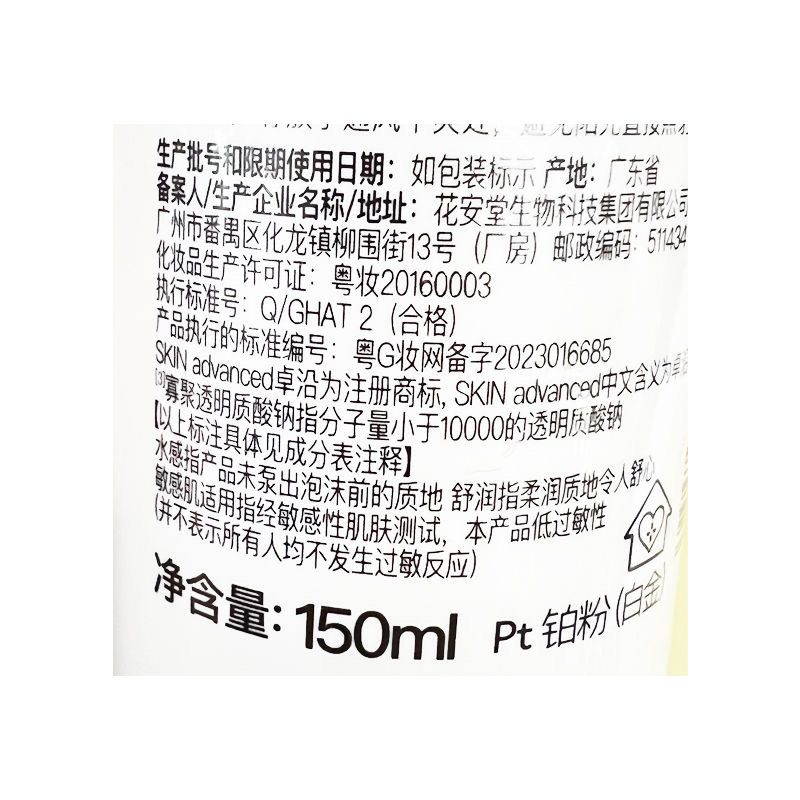 生产批号和限期使用日期：如包装标示 产地：广东省
备案人/生产企业名称/地址：花安堂生物科技集团有限公司
广州市番禺区化龙镇柳围街13号（厂房）邮政编码：511434
化妆品生产许可证：粤妆20160003
执行标准号：Q/GHAT 2（合格）
产品执行的标准编号：粤G妆网备字2023016685
SKIN advanced卓沿为注册商标, SKIN advanced中文含义为卓沿
[3]寡聚透明质酸钠指分子量小于10000的透明质酸钠
【以上标注具体见成分表注释】
水感指产品未泵出泡沫前的质地 舒润指柔润质地令人舒心
敏感肌适用指经敏感性肌肤测试，本产品低过敏性
(并不表示所有人均不发生过敏反应)
净含量：150ml Pt 铂粉(白金)